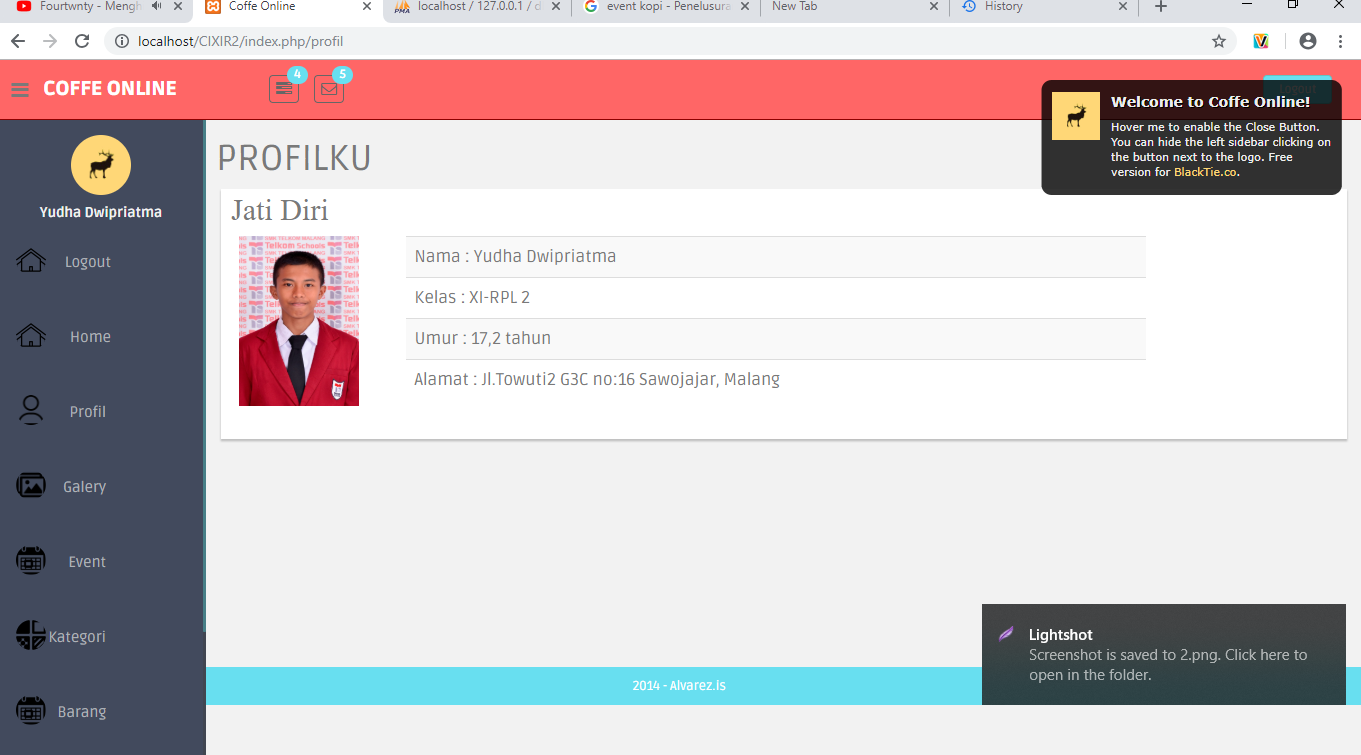 Fourtwnty - Mengh
Coffe Online
localhost / 127.0.0.1 / d
event kopi - Penelusura
New Tab
History
localhost/CIXIR2/index.php/profil
COFFE ONLINE
4
5
Logout
Welcome to Coffe Online!
Hover me to enable the Close Button.
You can hide the left sidebar clicking on
the button next to the logo. Free
version for BlackTie.co.
Yudha Dwipriatma
Logout
Home
Profil
Galery
Event
Kategori
Barang
PROFILKU
Jati Diri
Telkom Schools
Nama : Yudha Dwipriatma
Kelas : XI-RPL 2
Umur : 17,2 tahun
Alamat : Jl.Towuti2 G3C no:16 Sawojajar, Malang
Lightshot
Screenshot is saved to 2.png. Click here to
open in the folder.
2014 - Alvarez.is